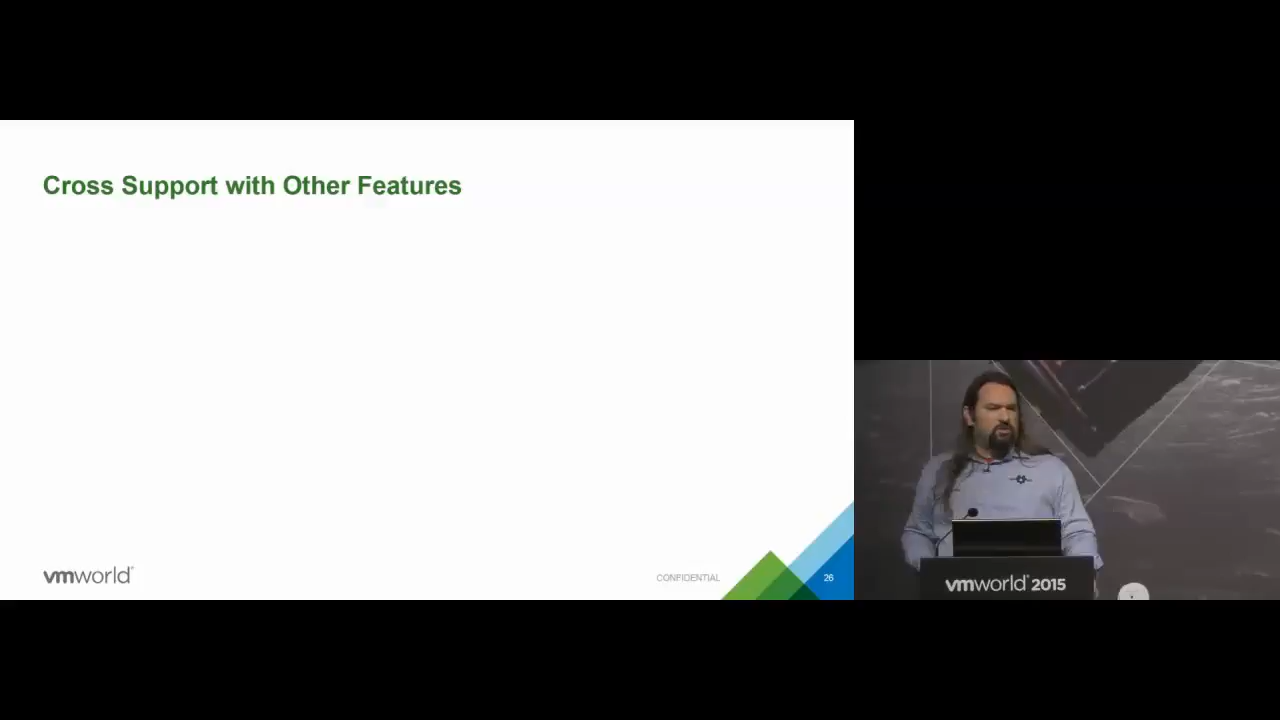 Cross Support with Other Features
vmworld®
CONFIDENTIAL
26
vmworld® 2015